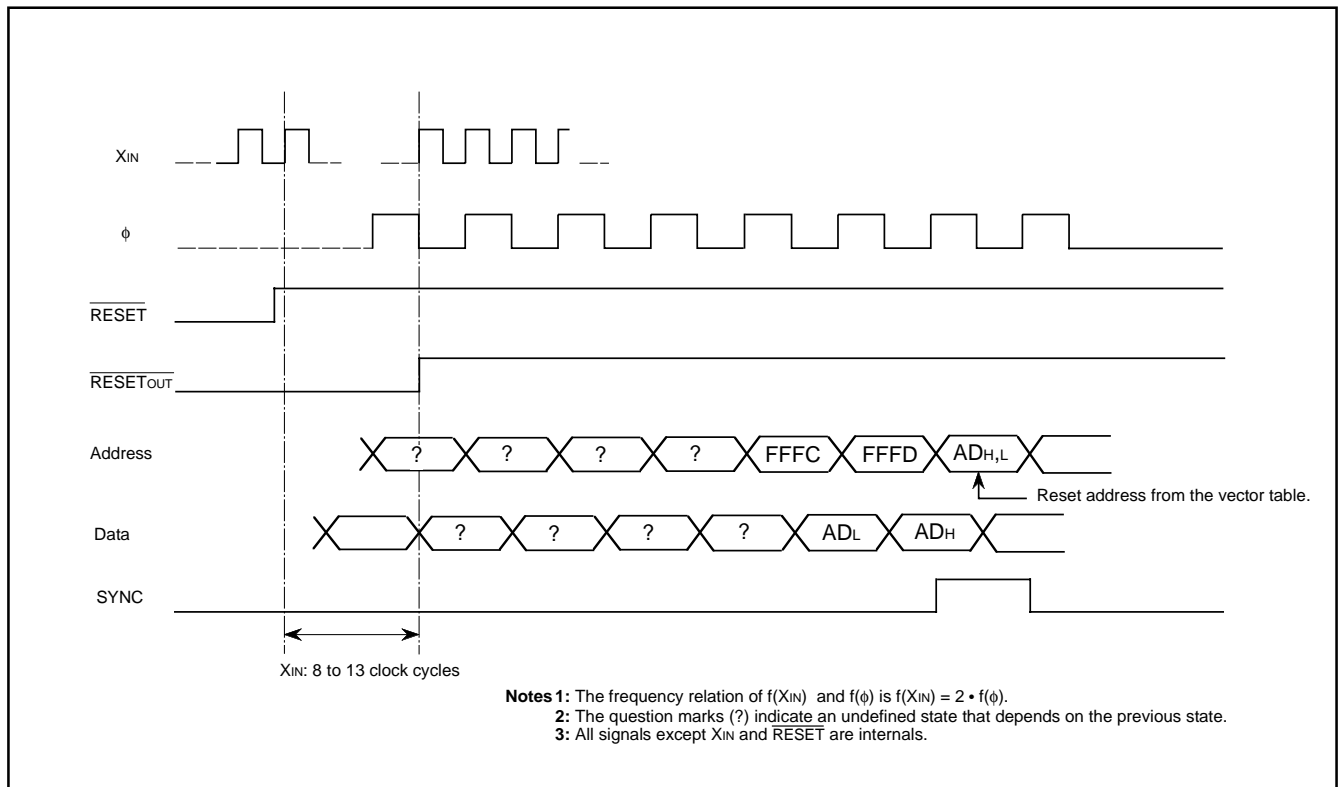 XIN
ϕ
RESET
RESETOUT
Address
? ? ? ? FFFC FFFD ADH,L
Reset address from the vector table.
Data
? ? ? ? ADL ADH
SYNC
XIN: 8 to 13 clock cycles
Notes 1: The frequency relation of f(XIN) and f(ϕ) is f(XIN) = 2 • f(ϕ).
2: The question marks (?) indicate an undefined state that depends on the previous state.
3: All signals except XIN and RESET are internals.